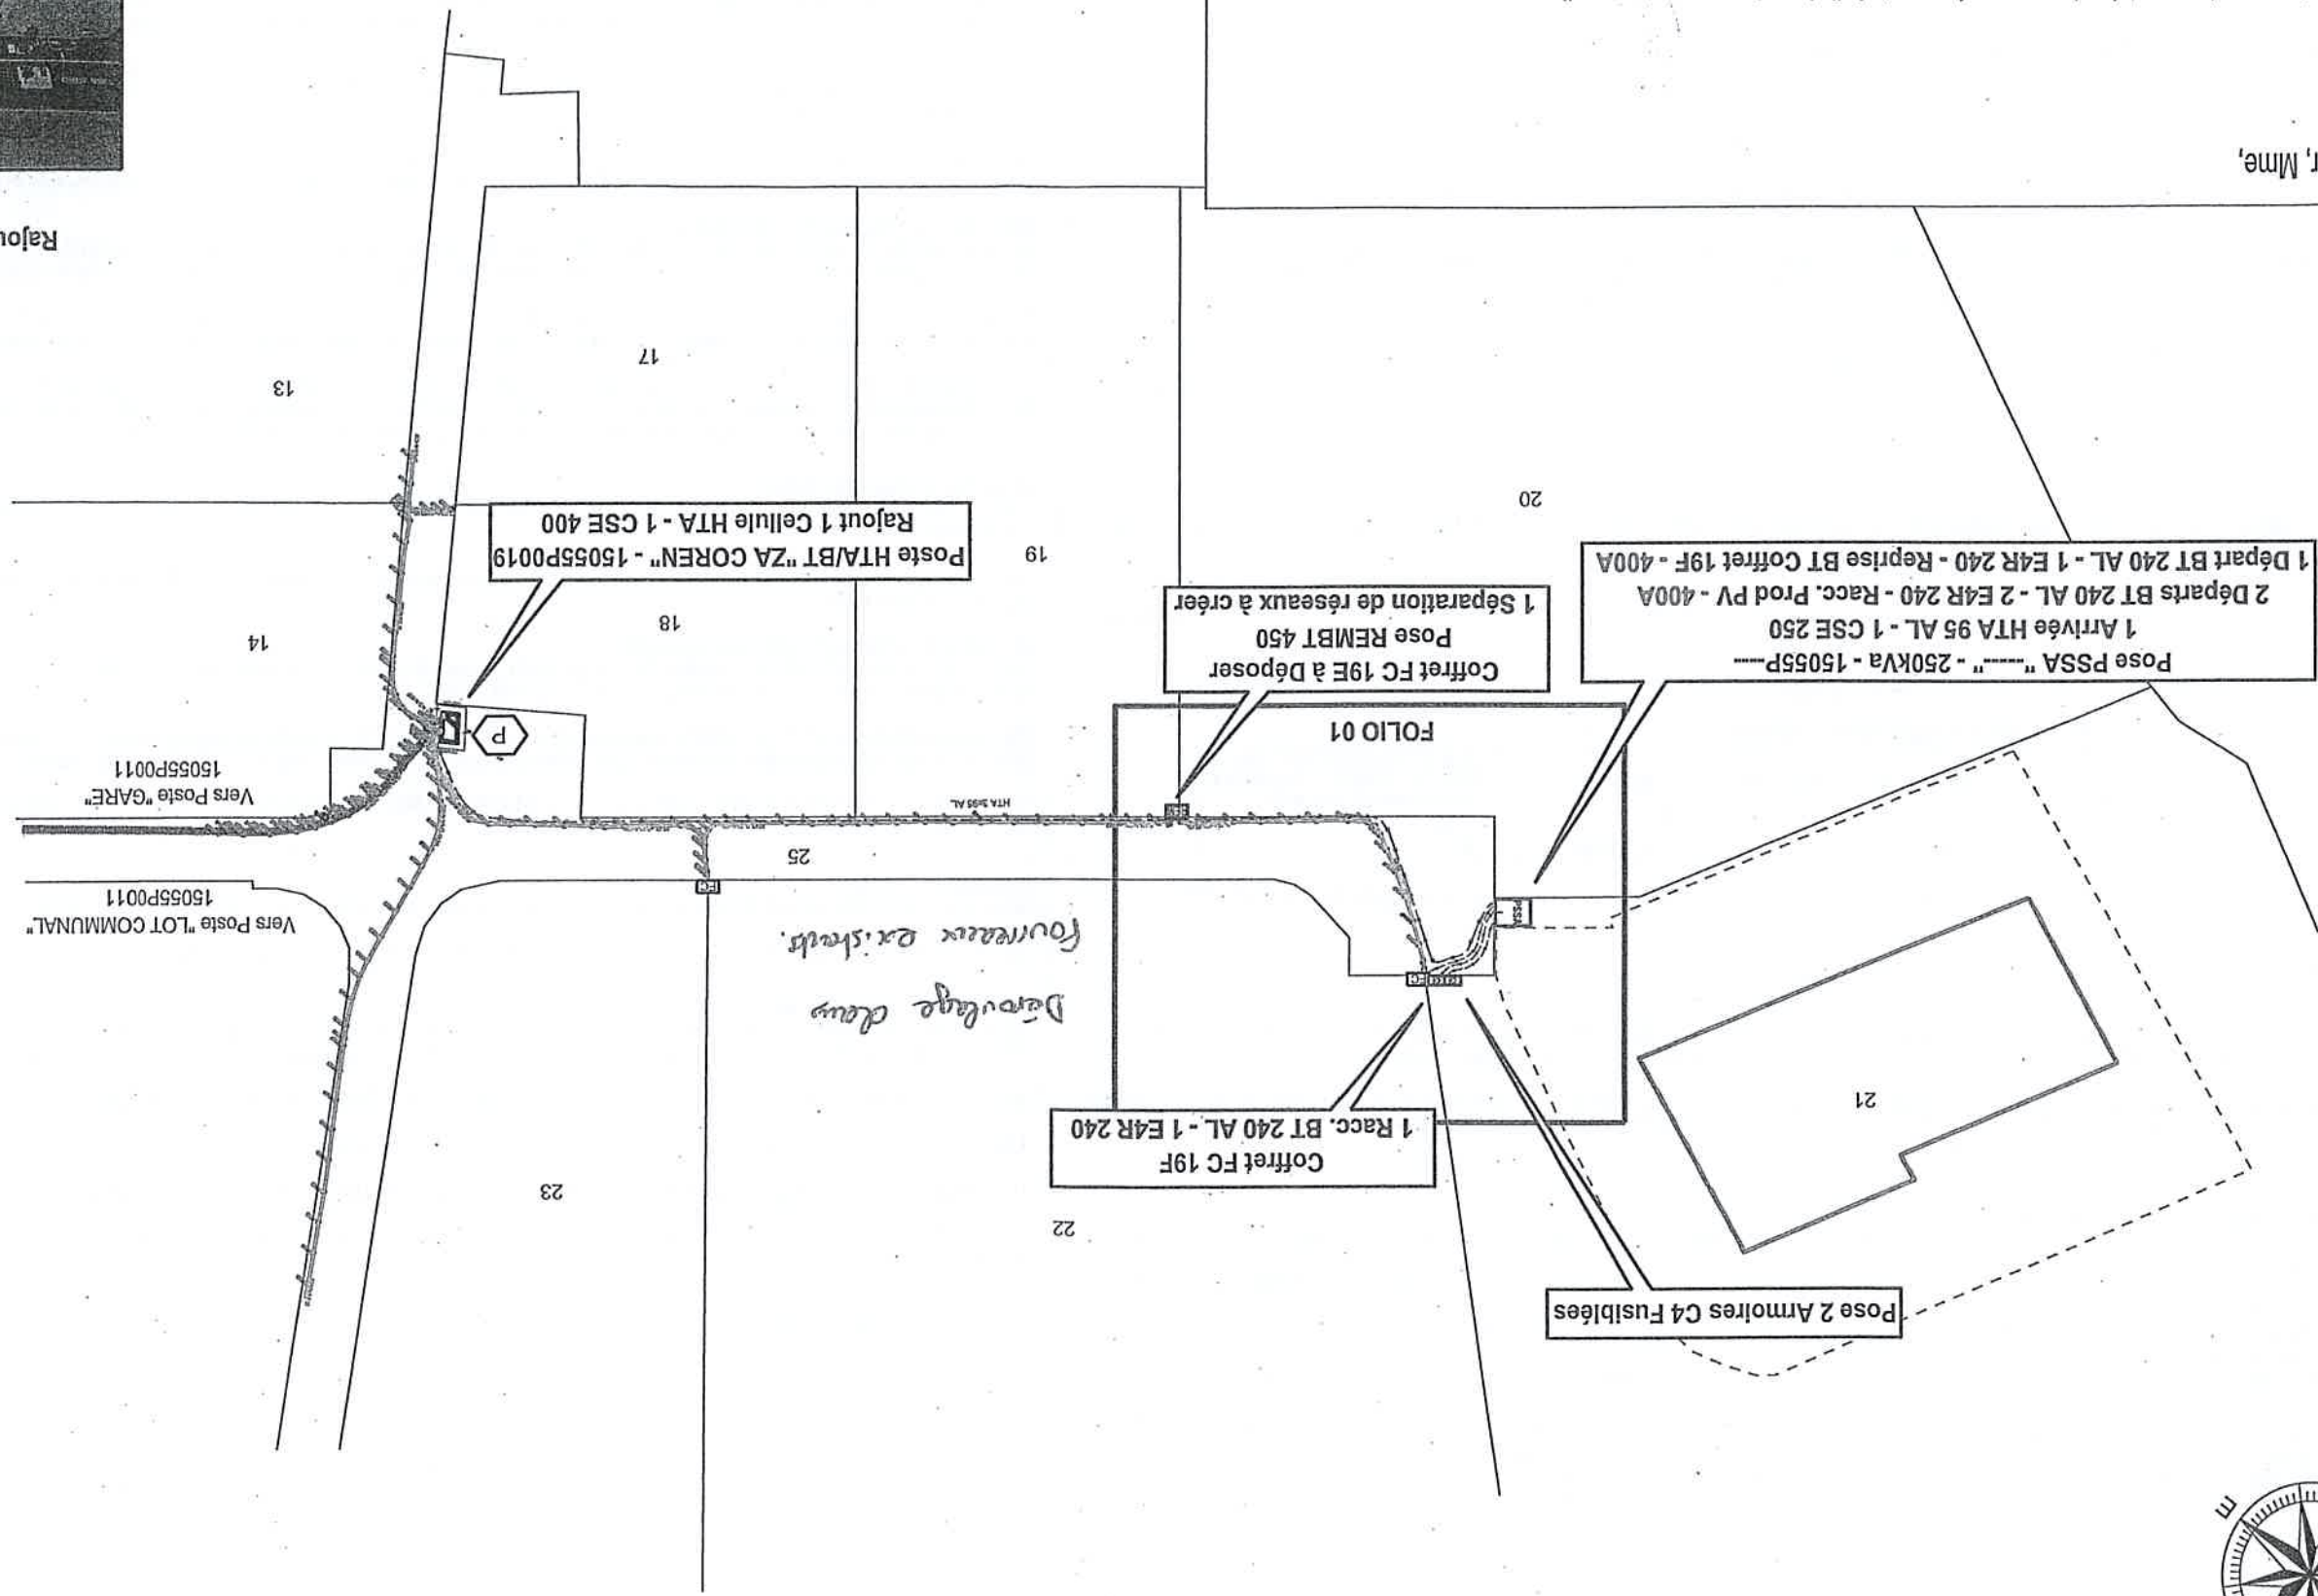 E
Pose 2 Armoires C4 Fusiblées
22
23
Coffret FC 19F
1 Racc. BT 240 AL - 1 E4R 240
21
Déroulage dans
Fourreaux existants.
FC
PSSA
Vers Poste "LOT COMMUNAL"
15055P0011
FC
25
HTA 3x95 AL
Vers Poste "GARE"
15055P0011
P
FOLIO 01
Pose PSSA "-----" - 250kVa - 15055P-----
1 Arrivée HTA 95 AL - 1 CSE 250
2 Départs BT 240 AL - 2 E4R 240 - Racc. Prod PV - 400A
1 Départ BT 240 AL - 1 E4R 240 - Reprise BT Coffret 19F - 400A
Coffret FC 19E à Déposer
Pose REMBT 450
1 Séparation de réseaux à créer
18
14
19
Poste HTA/BT "ZA COREN" - 15055P0019
Rajout 1 Cellule HTA - 1 CSE 400
20
13
17
Rajou
r, Mme,